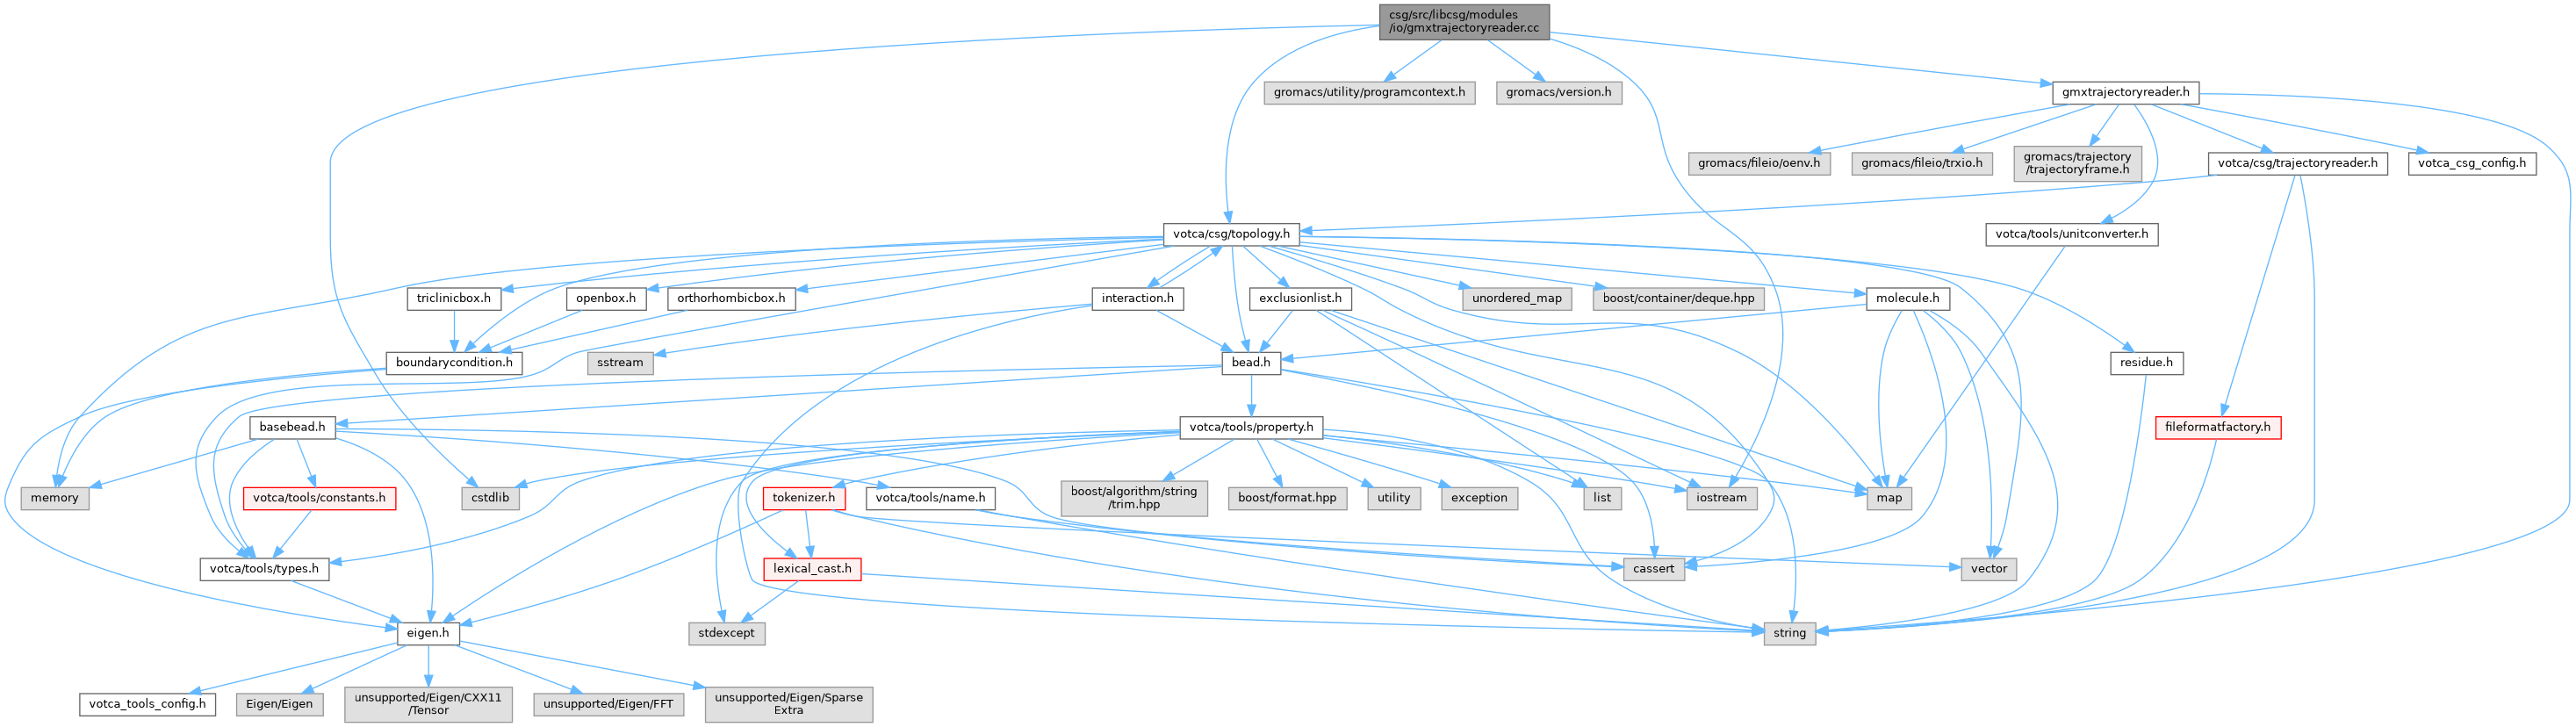 csg/src/libcsg/modules
/io/gmxtrajectoryreader.cc
gromacs/utility/programcontext.h
gromacs/version.h
gmxtrajectoryreader.h
gromacs/fileio/oenv.h
gromacs/fileio/trxio.h
gromacs/trajectory
/trajectoryframe.h
votca/csg/trajectoryreader.h
votca_csg_config.h
votca/csg/topology.h
votca/tools/unitconverter.h
triclinicbox.h
openbox.h
orthorhombicbox.h
interaction.h
exclusionlist.h
unordered_map
boost/container/deque.hpp
molecule.h
boundarycondition.h
sstream
bead.h
residue.h
basebead.h
votca/tools/property.h
fileformatfactory.h
memory
votca/tools/constants.h
cstdlib
tokenizer.h
votca/tools/name.h
boost/algorithm/string
/trim.hpp
boost/format.hpp
utility
exception
list
iostream
map
votca/tools/types.h
lexical_cast.h
cassert
vector
eigen.h
stdexcept
string
votca_tools_config.h
Eigen/Eigen
unsupported/Eigen/CXX11
/Tensor
unsupported/Eigen/FFT
unsupported/Eigen/Sparse
Extra